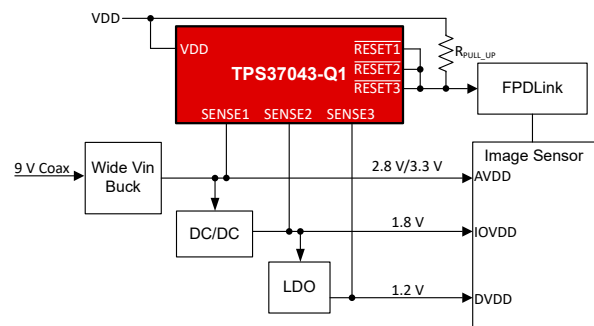 VDD
VDD
RESET1
RESET2
RESET3
TPS37043-Q1
SENSE1 SENSE2 SENSE3
RPULL_UP
FPDLink
Image Sensor
9 V Coax
Wide Vin
Buck
2.8 V/3.3 V
AVDD
DC/DC
1.8 V
IOVDD
LDO
1.2 V
DVDD